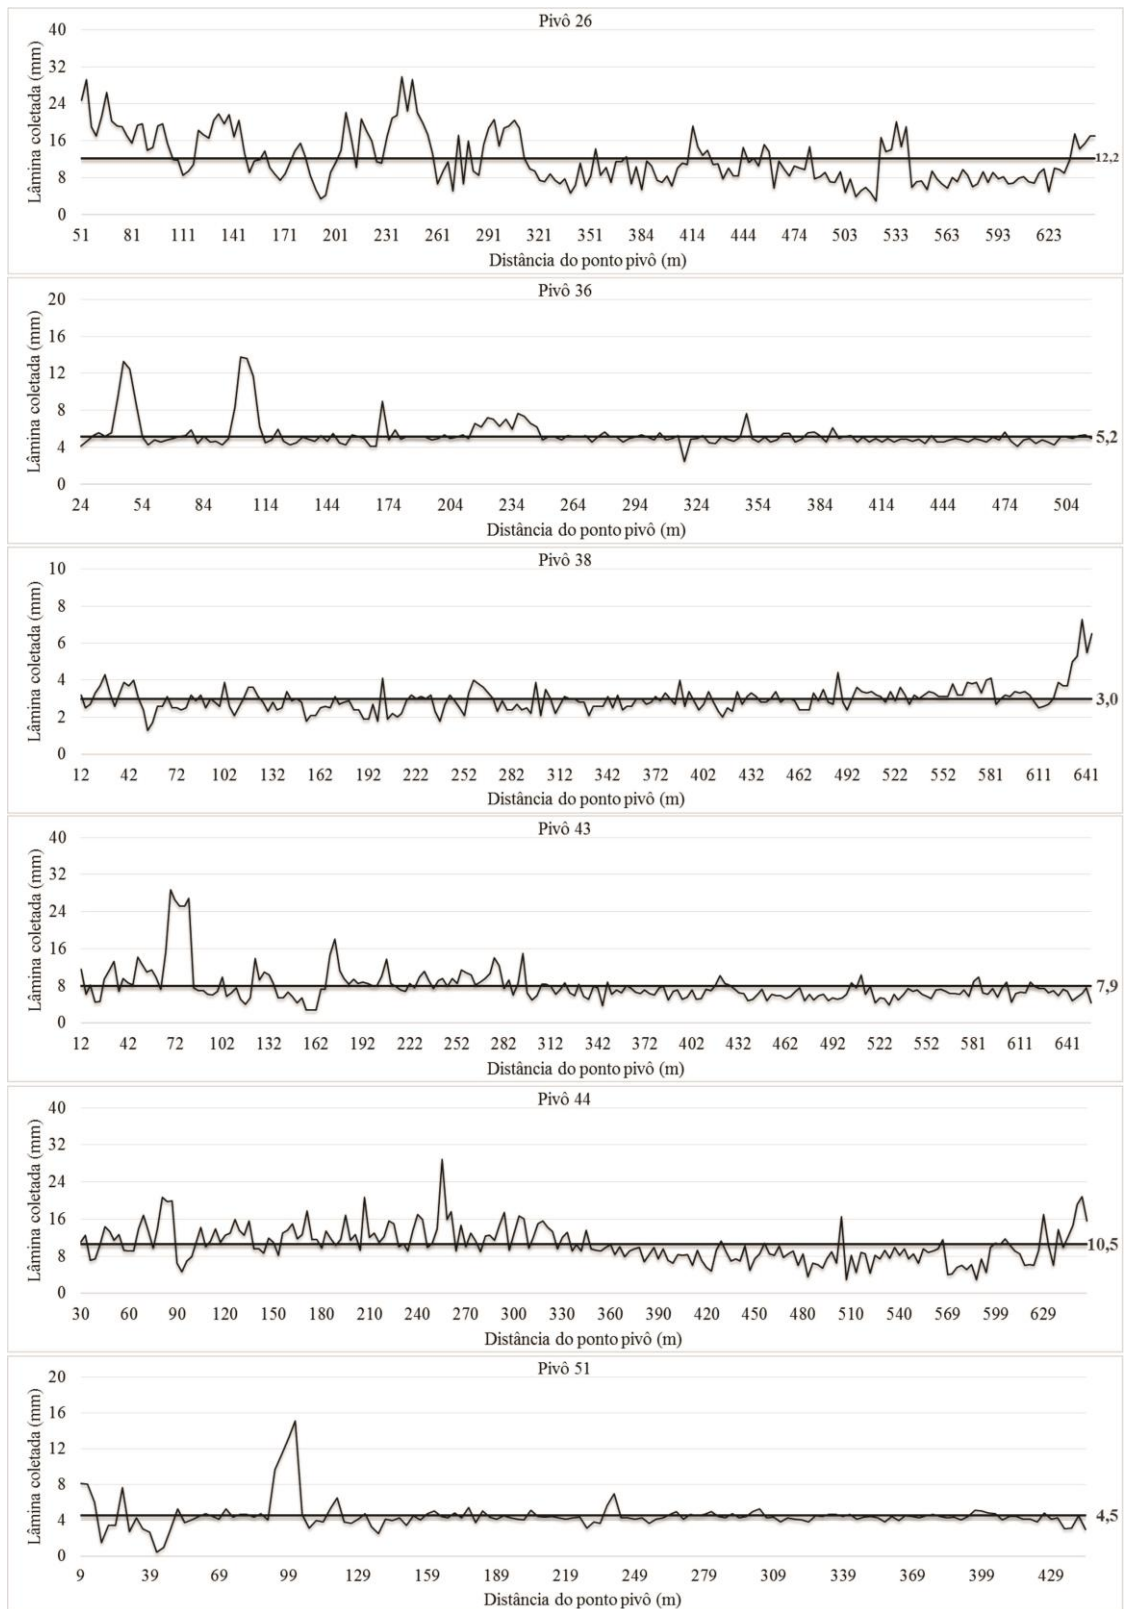 Pivô 26
Lâmina coletada (mm)
40
32
24
16
8
0
12,2
51 81 111 141 171 201 231 261 291 321 351 384 414 444 474 503 533 563 593 623
Distância do ponto pivô (m)
Pivô 36
Lâmina coletada (mm)
20
16
12
8
4
0
5,2
24 54 84 114 144 174 204 234 264 294 324 354 384 414 444 474 504
Distância do ponto pivô (m)
Pivô 38
Lâmina coletada (mm)
10
8
6
4
2
0
3,0
12 42 72 102 132 162 192 222 252 282 312 342 372 402 432 462 492 522 552 581 611 641
Distância do ponto pivô (m)
Pivô 43
Lâmina coletada (mm)
40
32
24
16
8
0
7,9
12 42 72 102 132 162 192 222 252 282 312 342 372 402 432 462 492 522 552 581 611 641
Distância do ponto pivô (m)
Pivô 44
Lâmina coletada (mm)
40
32
24
16
8
0
10,5
30 60 90 120 150 180 210 240 270 300 330 360 390 420 450 480 510 540 569 599 629
Distância do ponto pivô (m)
Pivô 51
Lâmina coletada (mm)
20
16
12
8
4
0
4,5
9 39 69 99 129 159 189 219 249 279 309 339 369 399 429
Distância do ponto pivô (m)